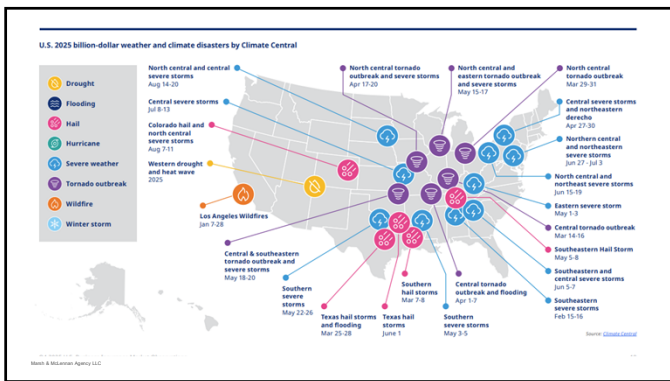 U.S. 2025 billion-dollar weather and climate disasters by Climate Central
Drought
Flooding
Hail
Hurricane
Severe weather
Tornado outbreak
Wildfire
Winter storm
North central and central
severe storms
Aug 14-20
Central severe storms
Jul 8-13
Colorado hail and
north central severe
storms
Aug 7-11
Western drought
and heat wave
2025
Los Angeles Wildfires
Jan 7-28
Central & southeastern
tornado outbreak and
severe storms
May 18-20
Southern
severe
storms
May 22-26
Texas hail storms
and flooding
Mar 25-28
Texas hail
storms
June 1
Southern
hail storms
Mar 7-8
Southern
severe storms
May 3-5
Central tornado
outbreak and flooding
Apr 1-7
North central tornado
outbreak and severe storms
Apr 17-20
North central and
eastern tornado outbreak
and severe storms
May 15-17
North central
tornado outbreak
Mar 29-31
Central severe storms
and northeastern
derecho
Apr 27-30
Northern central
and northeastern
severe storms
Jun 27 - Jul 3
North central and
northeast severe storms
Jun 15-19
Eastern severe storm
May 1-3
Central tornado outbreak
Mar 14-16
Southeastern Hail Storm
May 5-8
Southeastern and
central severe storms
Jun 5-7
Southeastern
severe storms
Feb 15-16
Source: Climate Central
Marsh & McLennan Agency LLC